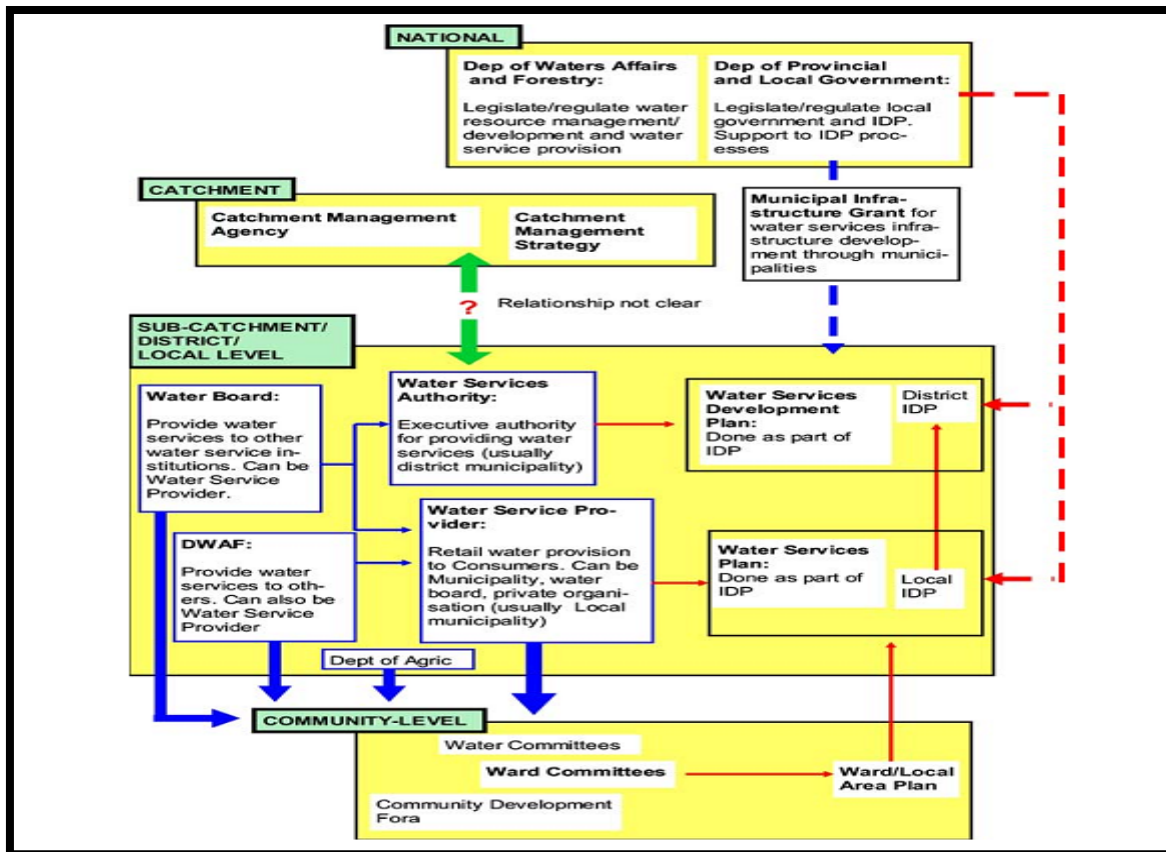 NATIONAL
Dep of Waters Affairs
and Forestry:
Legislate/regulate water
resource management/
development and water
service provision
Dep of Provincial
and Local Government:
Legislate/regulate local
government and IDP.
Support to IDP proc-
esses
CATCHMENT
Catchment Management
Agency
Catchment
Management
Strategy
Municipal Infra-
structure Grant for
water services infra-
structure develop-
ment through munici-
palities
?
Relationship not clear
SUB-CATCHMENT/
DISTRICT/
LOCAL LEVEL
Water Board:
Provide water
services to other
water service in-
stitutions. Can be
Water Service
Provider.
Water Services
Authority:
Executive authority
for providing water
services (usually
district municipality)
Water Services
Development
Plan:
Done as part of
IDP
District
IDP
DWAF:
Provide water
services to oth-
ers. Can also be
Water Service
Provider
Water Service Pro-
vider:
Retail water provision
to Consumers. Can be
Municipality, water
board, private organi-
sation (usually Local
municipality)
Water Services
Plan:
Done as part of
IDP
Local
IDP
Dept of Agric
COMMUNITY-LEVEL
Water Committees
Ward Committees
Ward/Local
Area Plan
Community Development
Fora